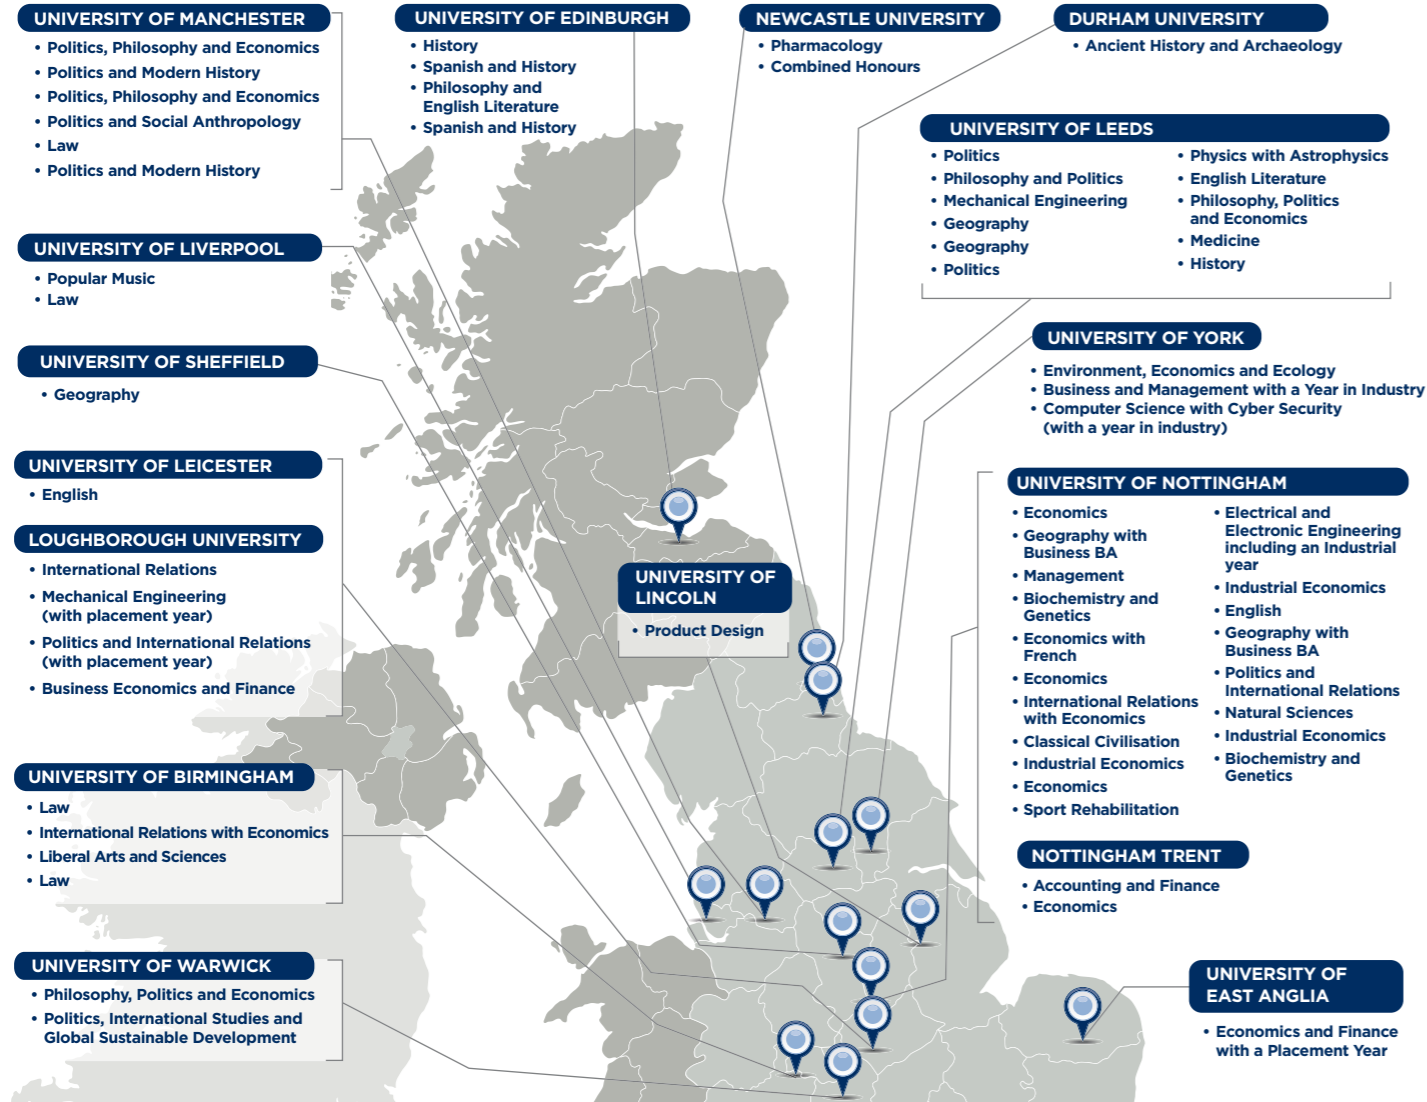 UNIVERSITY OF MANCHESTER
• Politics, Philosophy and Economics
• Politics and Modern History
• Politics, Philosophy and Economics
• Politics and Social Anthropology
• Law
• Politics and Modern History
UNIVERSITY OF EDINBURGH
• History
• Spanish and History
• Philosophy and
English Literature
• Spanish and History
NEWCASTLE UNIVERSITY
• Pharmacology
• Combined Honours
DURHAM UNIVERSITY
• Ancient History and Archaeology
UNIVERSITY OF LEEDS
• Politics
• Philosophy and Politics
• Mechanical Engineering
• Geography
• Geography
• Politics
• Physics with Astrophysics
• English Literature
• Philosophy, Politics
and Economics
• Medicine
• History
UNIVERSITY OF LIVERPOOL
• Popular Music
• Law
UNIVERSITY OF YORK
• Environment, Economics and Ecology
• Business and Management with a Year in Industry
• Computer Science with Cyber Security
(with a year in industry)
UNIVERSITY OF SHEFFIELD
• Geography
UNIVERSITY OF LEICESTER
• English
LOUGHBOROUGH UNIVERSITY
• International Relations
• Mechanical Engineering
(with placement year)
• Politics and International Relations
(with placement year)
• Business Economics and Finance
UNIVERSITY OF
LINCOLN
• Product Design
UNIVERSITY OF NOTTINGHAM
• Economics
• Geography with
Business BA
• Management
• Biochemistry and
Genetics
• Economics with
French
• Economics
• International Relations
with Economics
• Classical Civilisation
• Industrial Economics
• Economics
• Sport Rehabilitation
• Electrical and
Electronic Engineering
including an Industrial
year
• Industrial Economics
• English
• Geography with
Business BA
• Politics and
International Relations
• Natural Sciences
• Industrial Economics
• Biochemistry and
Genetics
UNIVERSITY OF BIRMINGHAM
• Law
• International Relations with Economics
• Liberal Arts and Sciences
• Law
NOTTINGHAM TRENT
• Accounting and Finance
• Economics
UNIVERSITY OF WARWICK
• Philosophy, Politics and Economics
• Politics, International Studies and
Global Sustainable Development
UNIVERSITY OF
EAST ANGLIA
• Economics and Finance
with a Placement Year